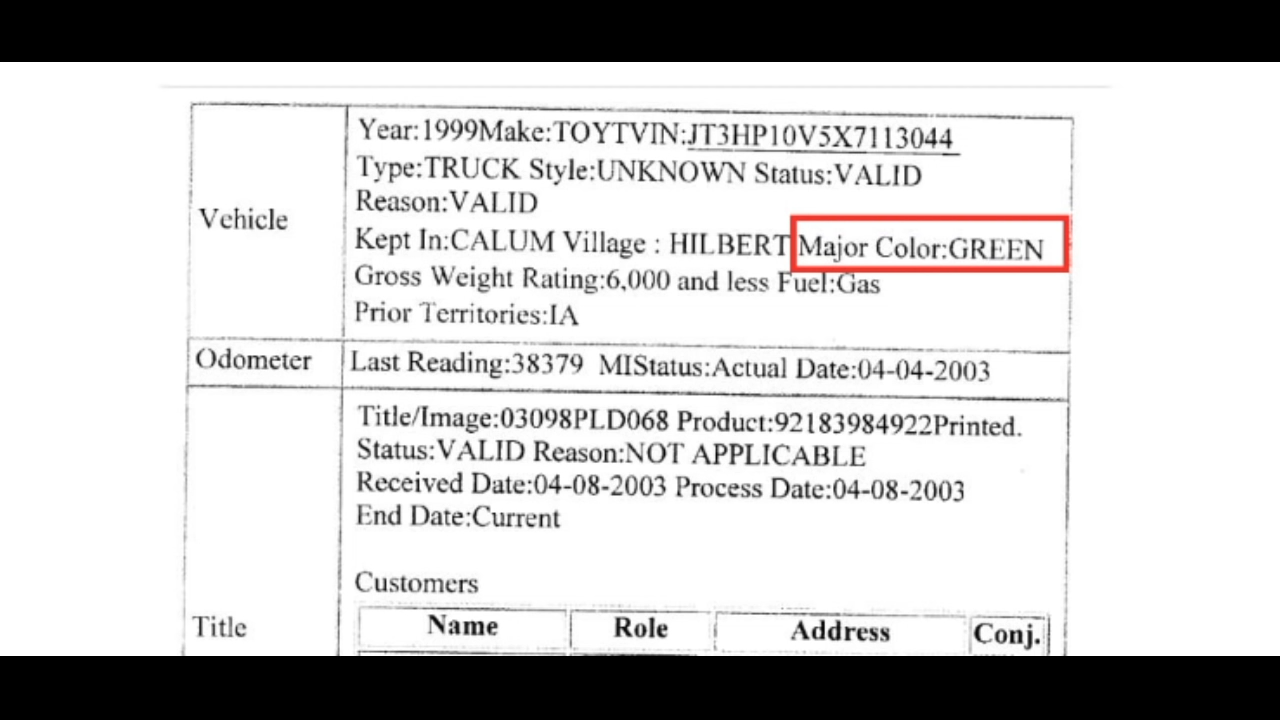 Vehicle
Year:1999Make:TOYTVIN:JT3HP10V5X7113044
Type:TRUCK Style:UNKNOWN Status:VALID
Reason:VALID
Kept In:CALUM Village : HILBERT Major Color:GREEN
Gross Weight Rating:6,000 and less Fuel:Gas
Prior Territories:IA
Odometer
Last Reading:38379 MIStatus:Actual Date:04-04-2003
Title
Title/Image:03098PLD068 Product:92183984922Printed.
Status:VALID Reason:NOT APPLICABLE
Received Date:04-08-2003 Process Date:04-08-2003
End Date:Current
Customers
Name Role Address Conj.